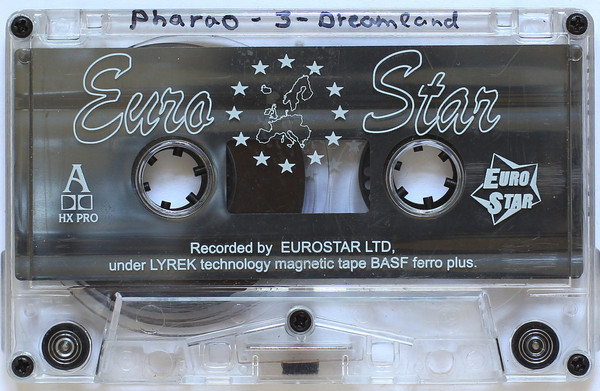 Pharao - 3 - Dreamland
Euro Star
A
HX PRO
EURO
STAR
Recorded by EUROSTAR LTD,
under LYREK technology magnetic tape BASF ferro plus.